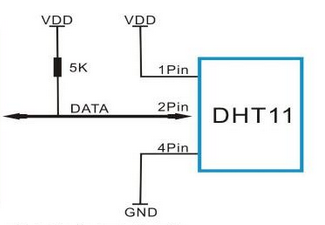 VDD
VDD
5K
1Pin
DATA
2Pin
DHT11
4Pin
GND